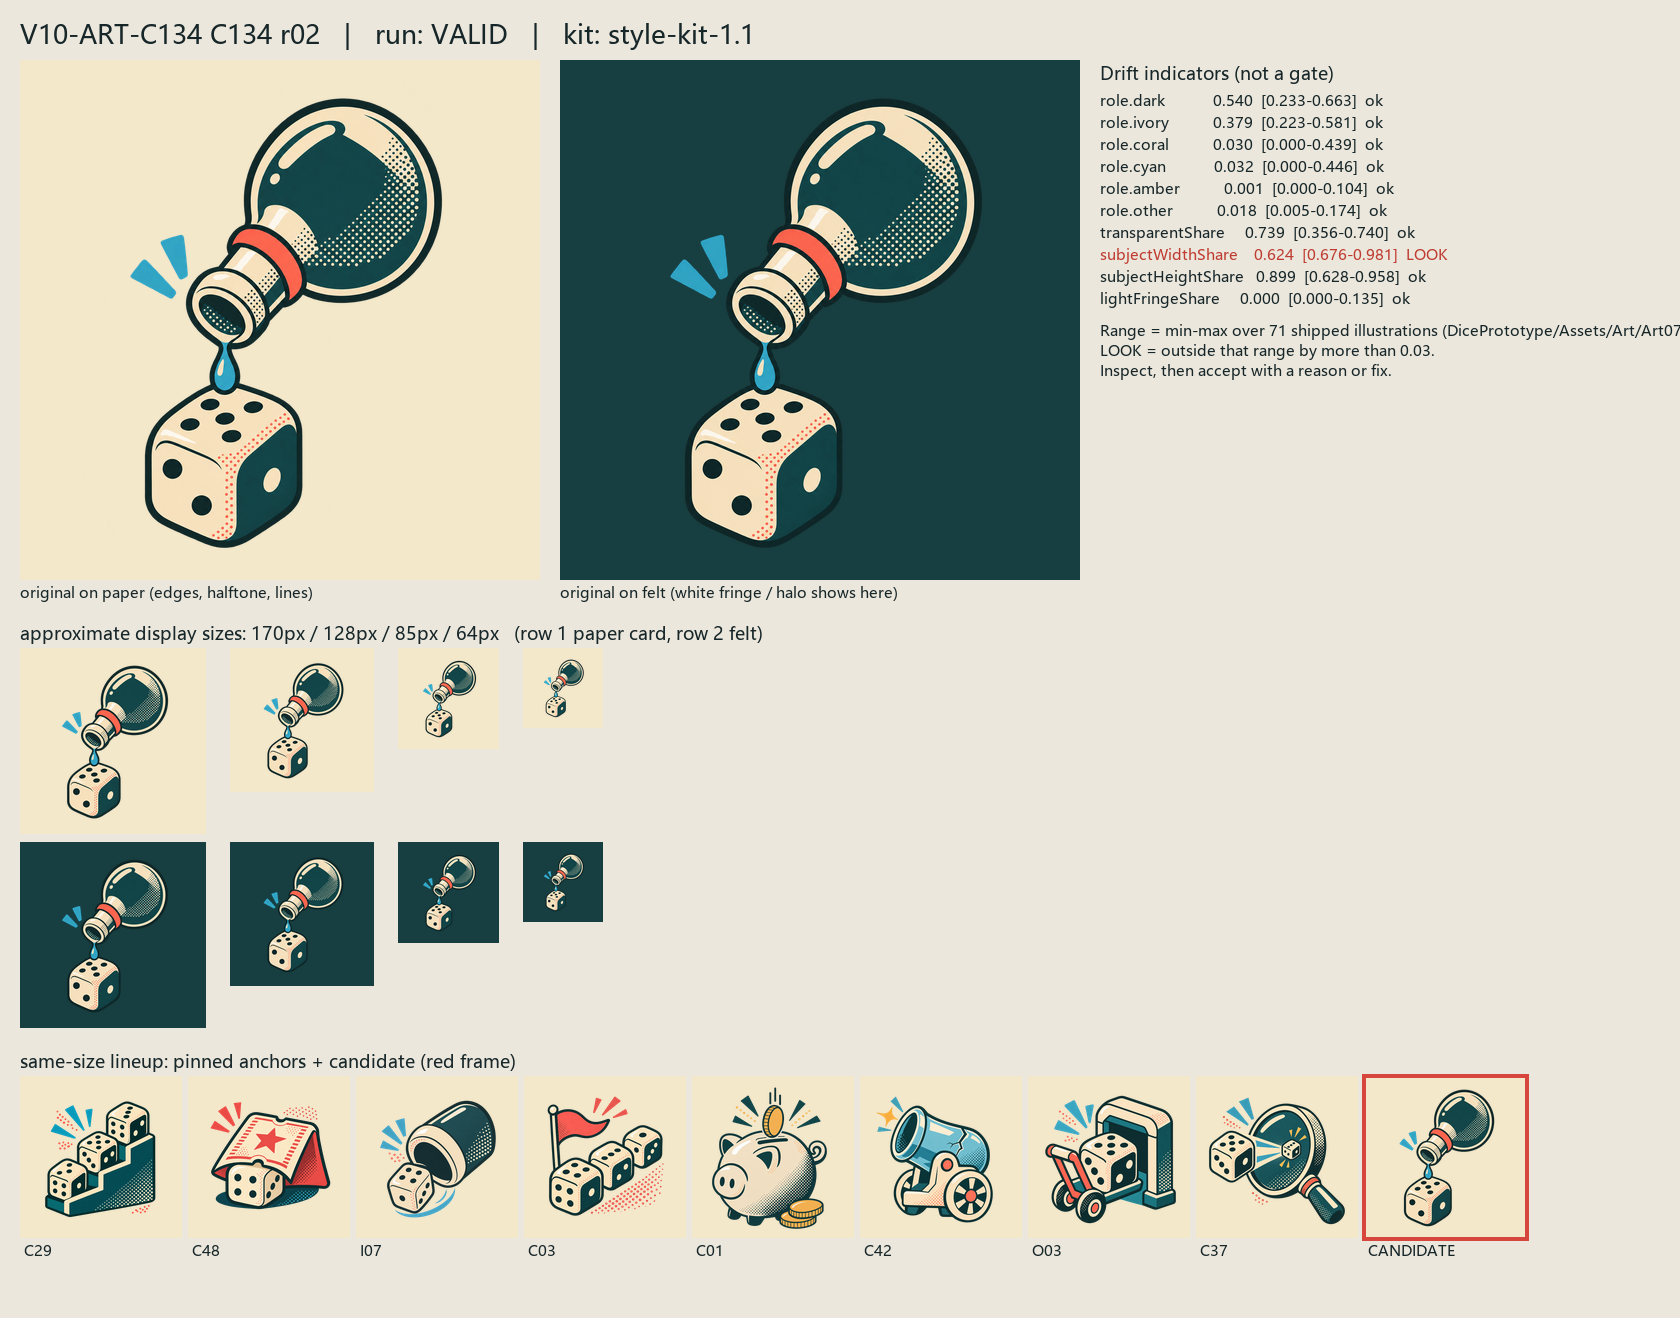 V10-ART-C134 C134 r02 | run: VALID | kit: style-kit-1.1
Drift indicators (not a gate)
role.dark 0.540 [0.233-0.663] ok
role.ivory 0.379 [0.223-0.581] ok
role.coral 0.030 [0.000-0.439] ok
role.cyan 0.032 [0.000-0.446] ok
role.amber 0.001 [0.000-0.104] ok
role.other 0.018 [0.005-0.174] ok
transparentShare 0.739 [0.356-0.740] ok
subjectWidthShare 0.624 [0.676-0.981] LOOK
subjectHeightShare 0.899 [0.628-0.958] ok
lightFringeShare 0.000 [0.000-0.135] ok
Range = min-max over 71 shipped illustrations (DicePrototype/Assets/Art/Art07
LOOK = outside that range by more than 0.03.
Inspect, then accept with a reason or fix.
original on paper (edges, halftone, lines)
original on felt (white fringe / halo shows here)
approximate display sizes: 170px / 128px / 85px / 64px (row 1 paper card, row 2 felt)
same-size lineup: pinned anchors + candidate (red frame)
C29
C48
I07
C03
C01
C42
O03
C37
CANDIDATE